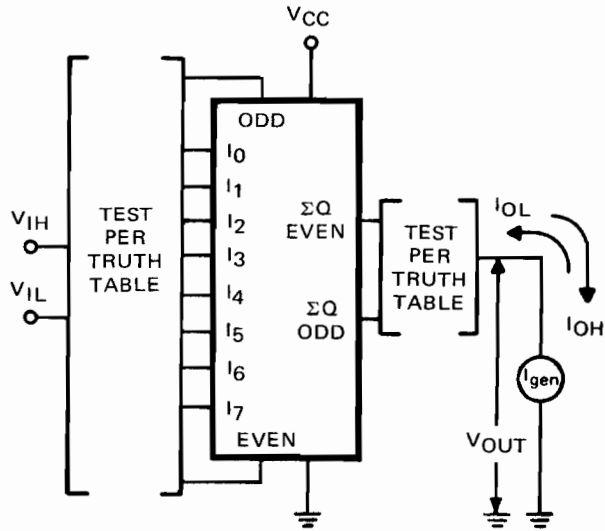 VCC
ODD
I0
I1
I2
I3
I4
I5
I6
I7
EVEN
VIH
VIL
TEST
PER
TRUTH
TABLE
ΣQ
EVEN
ΣQ
ODD
TEST
PER
TRUTH
TABLE
IOL
IOH
Igen
VOUT